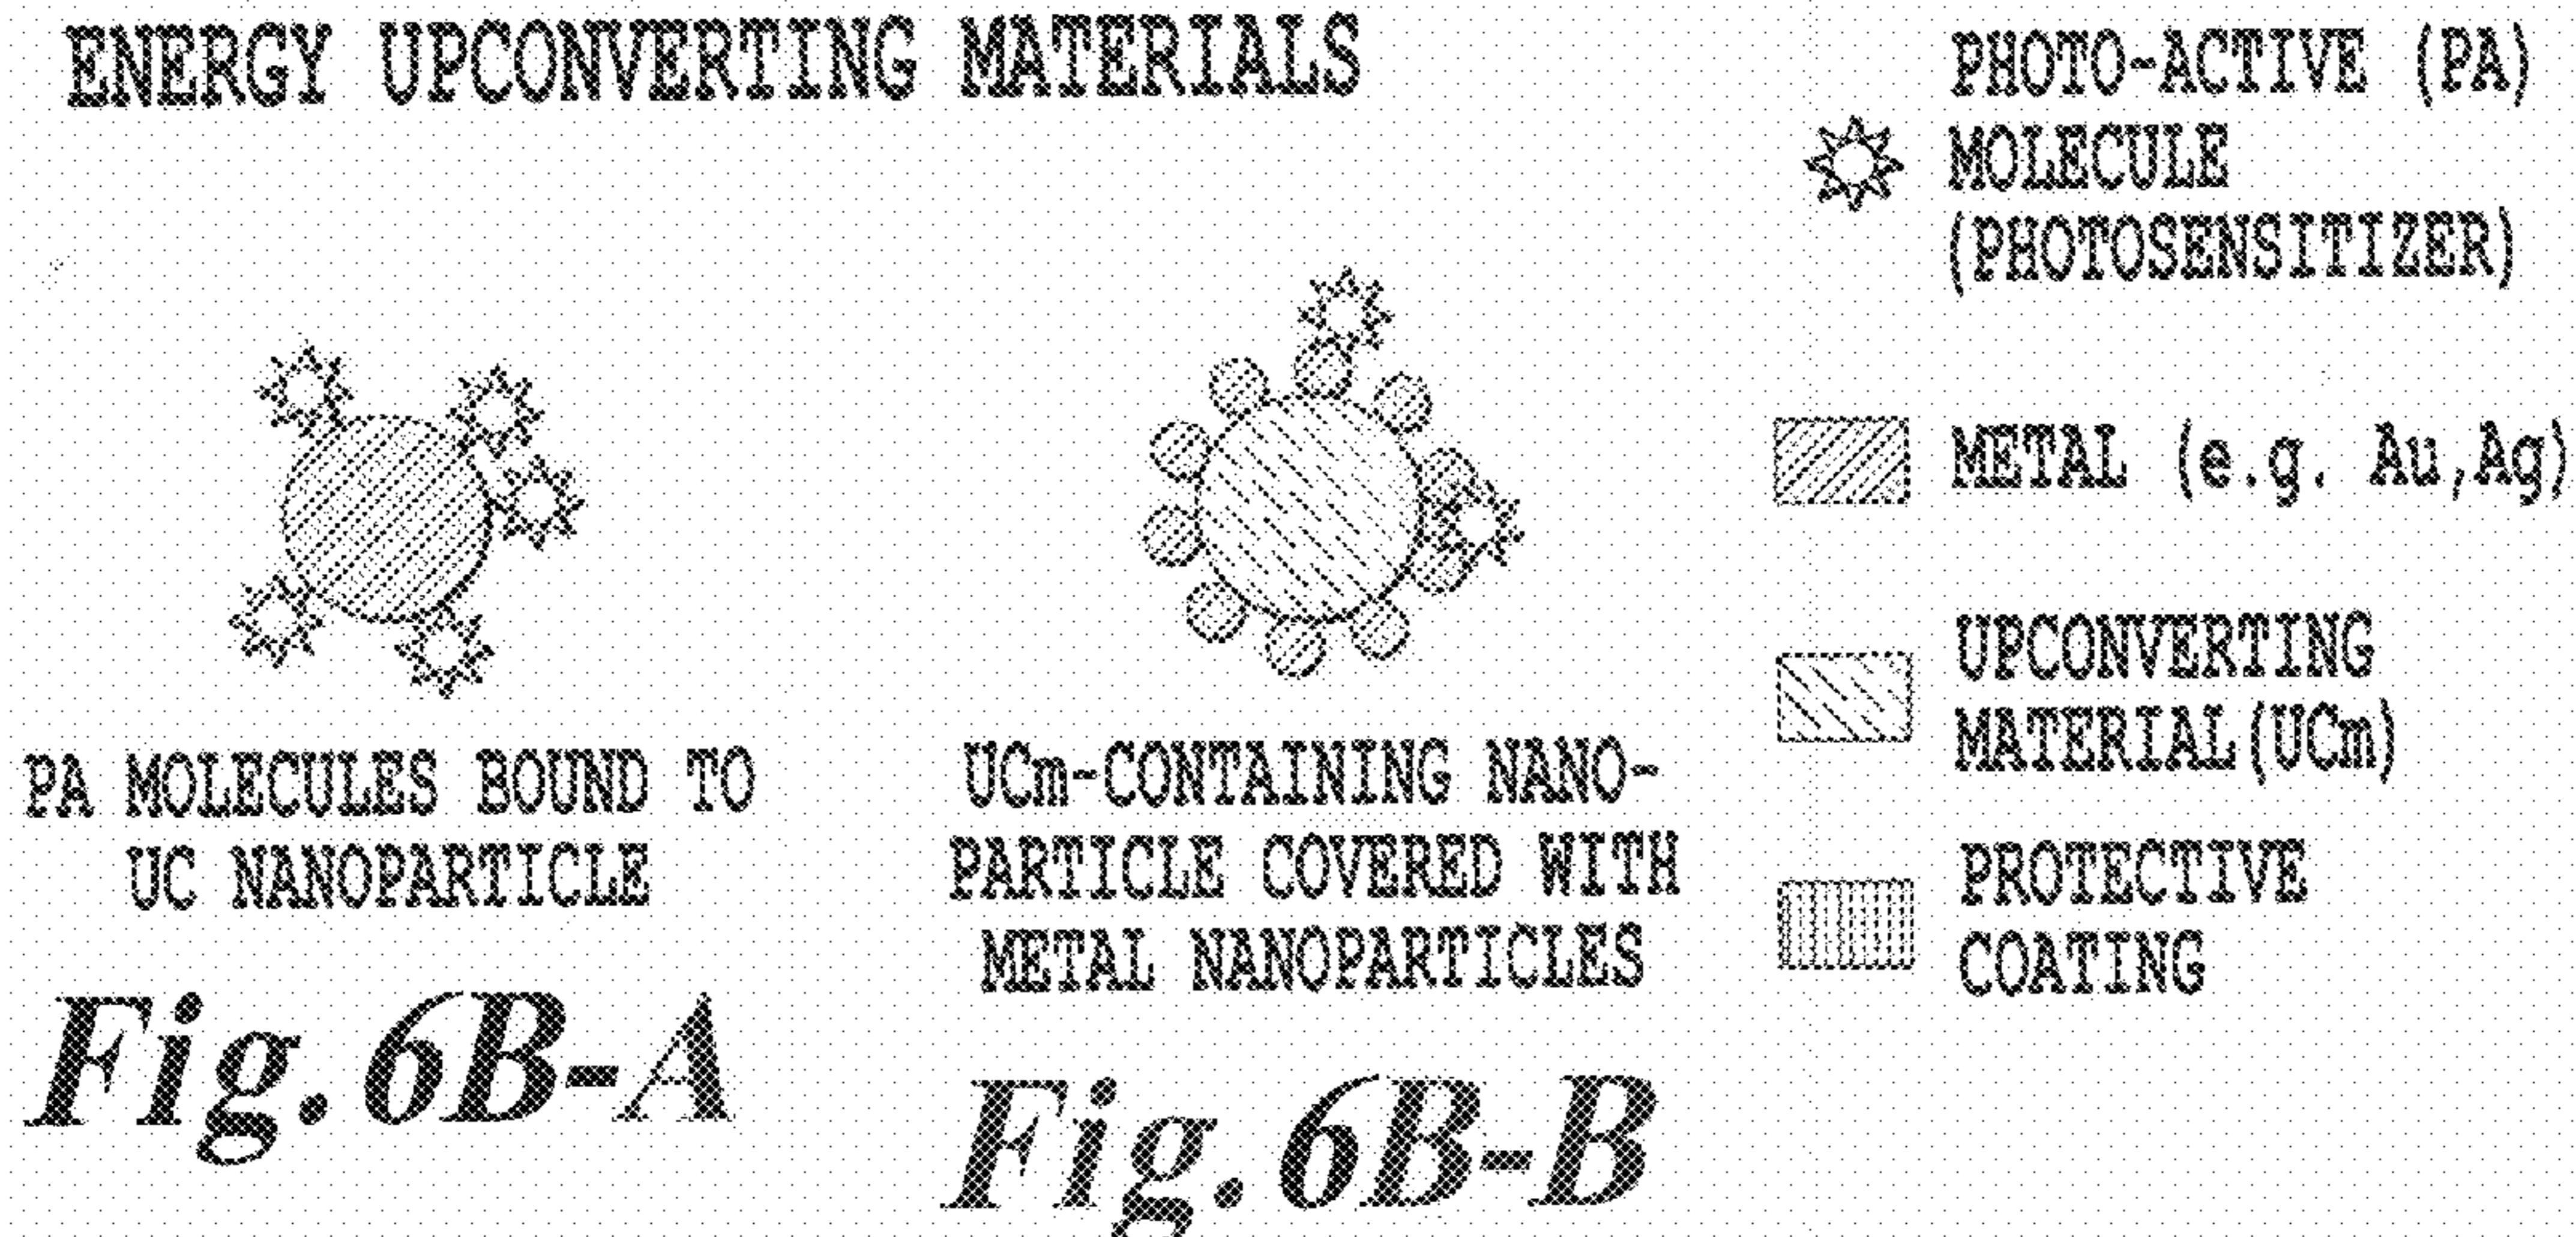 ENERGY UPCONVERTING MATERIALS
PA MOLECULES BOUND TO
UC NANOPARTICLE
Fig. 6B-A
UCm-CONTAINING NANO-
PARTICLE COVERED WITH
METAL NANOPARTICLES
Fig. 6B-B
PHOTO-ACTIVE (PA)
MOLECULE
(PHOTOSENSITIZER)
METAL (e.g. Au,Ag)
UPCONVERTING
MATERIAL(UCm)
PROTECTIVE
COATING